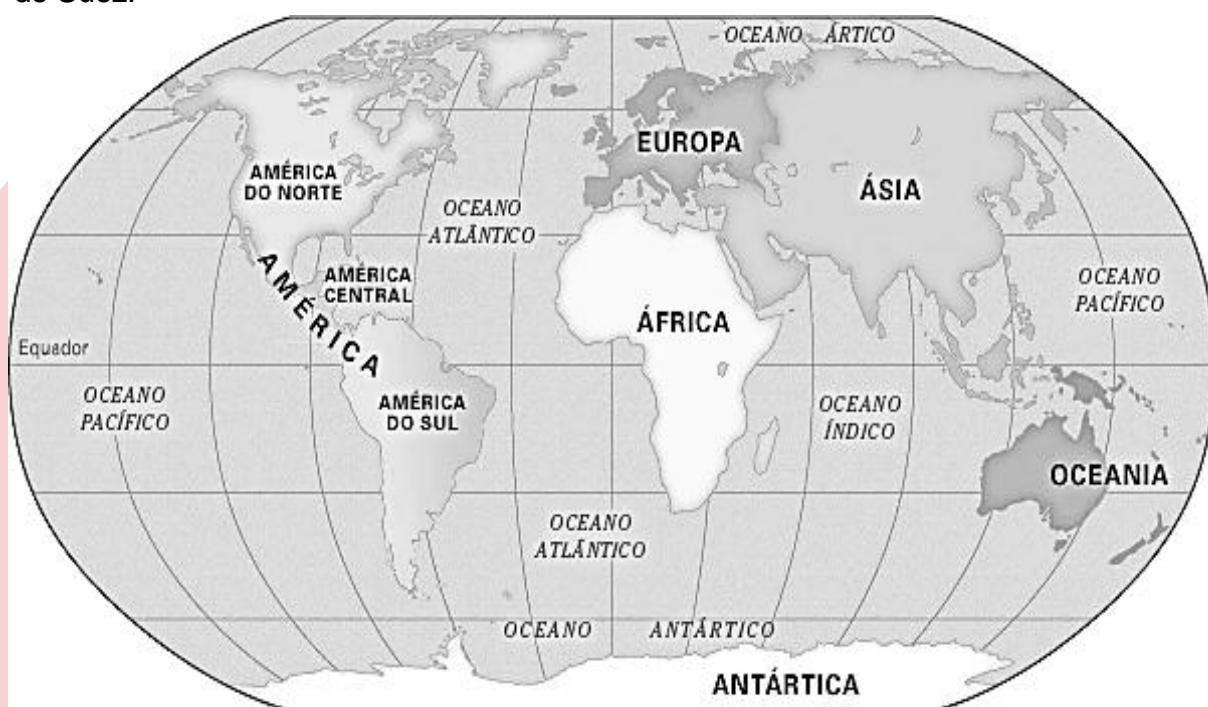 OCEANO ÁRTICO
EUROPA
ÁSIA
AMÉRICA
DO NORTE
OCEANO
ATLÂNTICO
AMÉRICA
AMÉRICA
CENTRAL
ÁFRICA
OCEANO
PACÍFICO
Equador
OCEANO
PACÍFICO
AMÉRICA
DO SUL
OCEANO
ÍNDICO
OCEANIA
OCEANO
ATLÂNTICO
OCEANO ANTÁRTICO
ANTÁRTICA